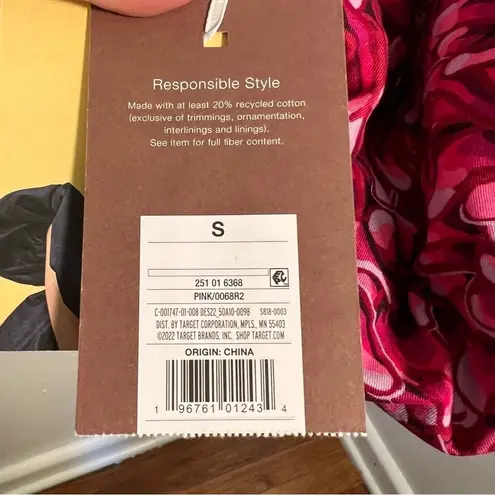 Responsible Style
Made with at least 20% recycled cotton
(exclusive of trimmings, ornamentation,
interlinings and linings).
See item for full fiber content.
S
251 01 6368
PINK/0068R2
C-001747-01-008 DES22_50A10-0098 S818-0003
DIST. BY TARGET CORPORATION, MPLS, MN 55403
©2022 TARGET BRANDS, INC. SHOP TARGET.COM
ORIGIN: CHINA
1 96761 01243 4